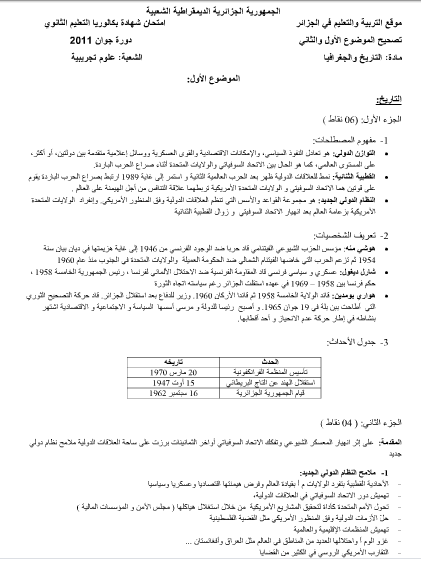 الجمهورية الجزائرية الديمقراطية الشعبية
موقع التربية والتعليم في الجزائر
امتحان شهادة بكالوريا التعليم الثانوي
تصحيح الموضوع الأول والثاني
دورة جوان 2011
مادة: التاريخ والجغرافيا
الشعبة: علوم تجريبية
الموضوع الأول:
التاريخ:
الجزء الأول: (06 نقاط )
1- مفهوم المصطلحات:
• التوازن الدولي: هو تعادل النفوذ السياسي، والإمكانات الاقتصادية والقوى العسكرية ووسائل إعلامية متقدمة بين دولتين، أو أكثر،
على المستوى العالمي، كما هو الحال بين الاتحاد السوفياتي والولايات المتحدة أثناء صراع الحرب الباردة.
• القطبية الثنائية: نمط للعلاقات الدولية ظهر بعد الحرب العالمية الثانية و استمر إلى غاية 1989 ارتبط بصراع الحرب الباردة يقوم
على قوتين هما الاتحاد السوفيتي و الولايات المتحدة الأمريكية تربطهما علاقة التنافس من أجل الهيمنة على العالم .
• النظام الدولي الجديد: هو مجموعة القواعد والأسس التي تنظم العلاقات الدولية وفق المنظور الأمريكي. وإنفراد الولايات المتحدة
الأمريكية بزعامة العالم بعد انهيار الاتحاد السوفيتي و زوال القطبية الثنائية
2- تعريف الشخصيات:
• هوشي منه: مؤسس الحزب الشيوعي الفيتنامي قاد حربا ضد الوجود الفرنسي من 1946 إلى غاية هزيمتها في ديان بيان سنة
1954 ثم تزعم الحرب التي خاضها الفيتنام الشمالي ضد الحكومة العميلة والولايات المتحدة في الجنوب منذ عام 1960
• شارل ديغول: عسكري و سياسي فرنسي قاد المقاومة الفرنسية ضد الاحتلال الألماني لفرنسا ، رئيس الجمهورية الخامسة 1958 ،
حكم فرنسا بين 1958 – 1969 في عهده استقلت الجزائر رغم سياسته اتجاه الثورة
• هواري بومدين: قائد الولاية الخامسة 1958 ثم قائدا الأركان 1960. وزير للدفاع بعد استقلال الجزائر. قاد حركة التصحيح الثوري
التي أطاحت بن بلة في 19 جوان 1965. و أصبح رئيسا للدولة و مرسي أسسها السياسة و الاجتماعية و الاقتصادية اشتهر
بنشاطه في إطار حركة عدم الانحياز و أحد أقطابها.
3- جدول الأحداث:
الحدث تاريخه
تأسيس المنظمة الفرانكفونية 20 مارس 1970
استقلال الهند عن التاج البريطاني 15 أوت 1947
قيام الجمهورية الجزائرية 16 سبتمبر 1962
الجزء الثاني: ( 04 نقاط )
المقدمة: على إثر انهيار المعسكر الشيوعي وتفكك الاتحاد السوفياتي أواخر الثمانينات برزت على ساحة العلاقات الدولية ملامح نظام دولي
جديد
1- ملامح النظام الدولي الجديد:
- الأحادية القطبية بتفرد الولايات م أ بقيادة العالم وفرض هيمنتها اقتصاديا وعسكريا وسياسيا
- تهميش دور الاتحاد السوفياتي في العلاقات الدولية.
- تحول الأمم المتحدة كأداة لتحقيق المشاريع الأمريكية من خلال استغلال هياكلها ( مجلس الأمن و المؤسسات المالية )
- حل الأزمات الدولية وفق المنظور الأمريكي مثل القضية الفلسطينية
- تهميش المنظمات الإقليمية والعالمية
- غزو الوم أ واحتلالها العديد من المناطق في العالم مثل العراق وأفغانستان ...
- التقارب الأمريكي الروسي في الكثير من القضايا